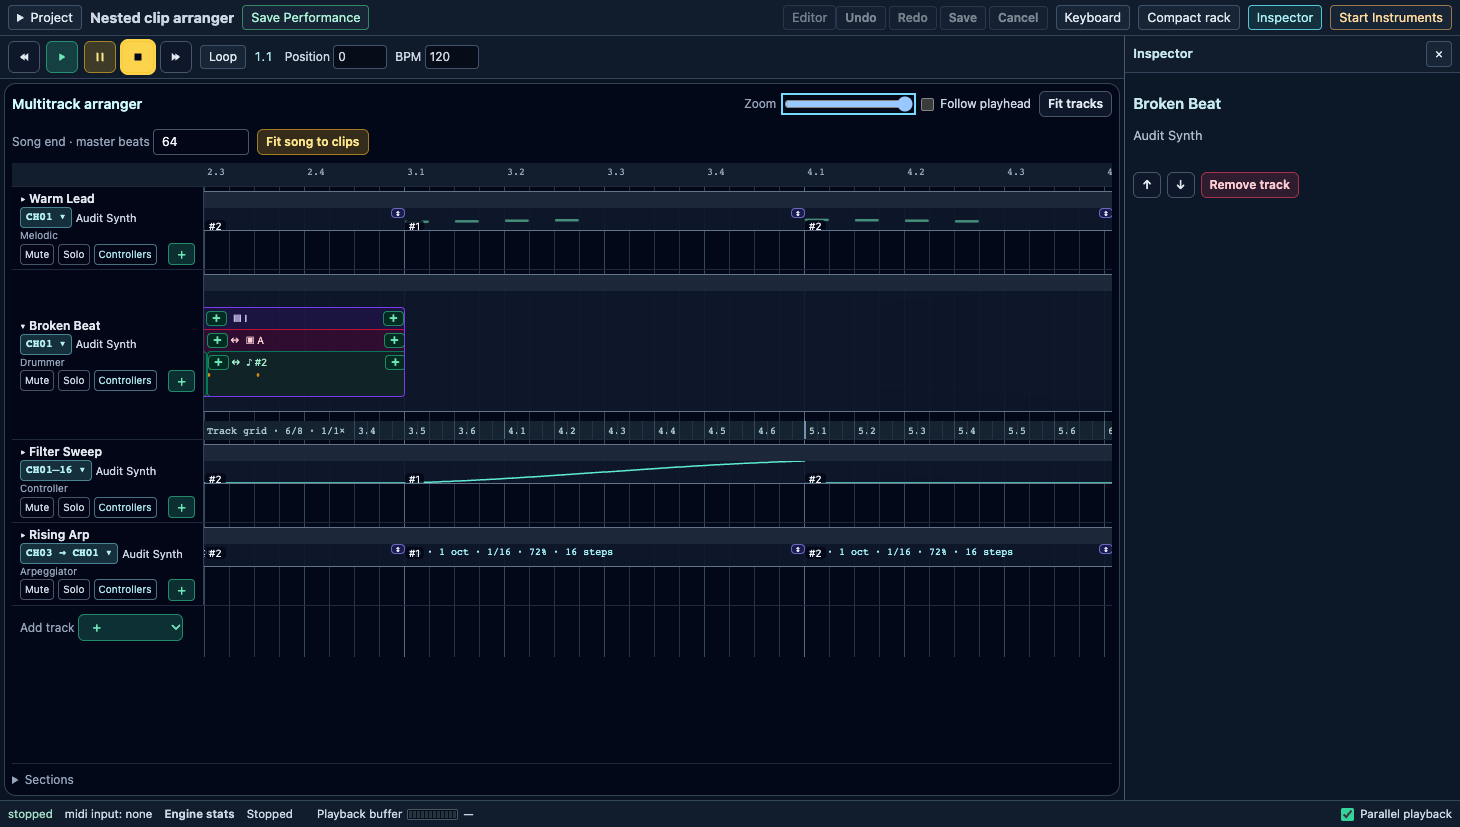 Project Nested clip arranger Save Performance Editor Undo Redo Save Cancel Keyboard Compact rack Inspector Start Instruments
Loop 1.1 Position 0 BPM 120
Inspector
Multitrack arranger Zoom Follow playhead Fit tracks
Broken Beat
Audit Synth
Remove track
Song end · master beats 64 Fit song to clips
2.3 2.4 3.1 3.2 3.3 3.4 4.1 4.2 4.3 4
Warm Lead
CH01 Audit Synth
Melodic
Mute Solo Controllers +
#2 #1 #2
Broken Beat
CH01 Audit Synth
Drummer
Mute Solo Controllers +
+ I +
+ A +
+ #2 +
Track grid · 6/8 · 1/1× 3.4 3.5 3.6 4.1 4.2 4.3 4.4 4.5 4.6 5.1 5.2 5.3 5.4 5.5 5.6 6
Filter Sweep
CH01–16 Audit Synth
Controller
Mute Solo Controllers +
#2 #1 #2
Rising Arp
CH03 → CH01 Audit Synth
Arpeggiator
Mute Solo Controllers +
#2 #1 · 1 oct · 1/16 · 72% · 16 steps #2 · 1 oct · 1/16 · 72% · 16 steps
Add track +
Sections
stopped midi input: none Engine stats Stopped Playback buffer — Parallel playback